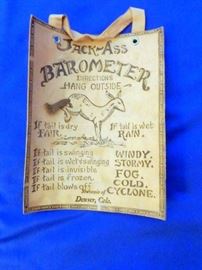 JACK-ASS
BAROMETER
DIRECTIONS
HANG OUTSIDE
If tail is dry If tail is wet
FAIR. RAIN.
If tail is swinging WINDY.
If tail is wet & swinging STORMY.
If tail is invisible FOG.
If tail is frozen, COLD.
If tail blows off CYCLONE.
Souvenir of
Denver, Colo.